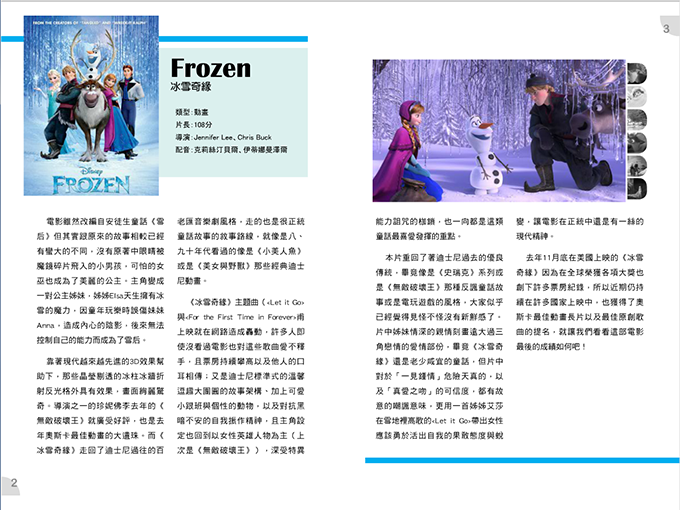 2
3
FROM THE CREATORS OF "TANGLED" AND "WRECK-IT RALPH"
Disney
FROZEN
Frozen
冰雪奇緣
類型：動畫
片長：108分
導演：Jennifer Lee、Chris Buck
配音：克莉絲汀貝爾、伊蒂娜曼澤爾
電影雖然改編自安徒生童話《雪
后》但其實跟原來的故事相較已經
有蠻大的不同，沒有原著中眼睛被
魔鏡碎片飛入的小男孩，可怕的女
巫也成為了美麗的公主，主角變成
一對公主姊妹，姊姊Elsa天生擁有冰
雪的魔力，因童年玩樂時誤傷妹妹
Anna，造成內心的陰影，後來無法
控制自己的能力而成為了雪后。
靠著現代越來越先進的3D效果幫
助下，那些晶瑩剔透的冰柱冰牆折
射反光格外具有效果，畫面綺麗驚
奇。導演之一的珍妮佛李去年的《
無敵破壞王》就廣受好評，也是去
年奧斯卡最佳動畫的大遺珠，而《
冰雪奇緣》走回了迪士尼過往的百
老匯音樂劇風格，走的也是很正統
童話故事的敘事路線，就像是八、
九十年代看過的像是《小美人魚》
或是《美女與野獸》那些經典迪士
尼動畫。
《冰雪奇緣》主題曲（<Let it Go>
與<For the First Time in Forever>甫
上映就在網路造成轟動，許多人即
使沒看過電影也對這些歌曲愛不釋
手，且票房持續攀高以及他人的口
耳相傳；又是迪士尼標準式的溫馨
逗趣大團圓的故事架構、加上可愛
小跟班與個性的動物，以及對抗黑
暗不安的自我振作精神，且主角設
定也回到以女性英雄人物為主（上
次是《無敵破壞王》），深受特異
能力詛咒的橋銷，也一向都是這類
童話最喜愛發揮的重點。
本片重回了著迪士尼過去的優良
傳統，畢竟像是《史瑞克》系列或
是《無敵破壞王》那種反諷童話故
事或是電玩遊戲的風格，大家似乎
已經覺得見怪不怪沒有新鮮感了。
片中姊妹情深的親情刻畫遠大過三
角戀情的愛情部份，畢竟《冰雪奇
緣》還是老少咸宜的童話，但片中
對於「一見鍾情」危險天真的，以
及「真愛之吻」的可信度，都有故
意的嘲諷意味，更用一首姊姊艾莎
在雪地裡高歌的<Let it Go>帶出女性
應該勇於活出自我的果敢態度與蛻
變，讓電影在正統中還是有一絲的
現代精神。
去年11月底在美國上映的《冰雪
奇緣》因為在全球榮獲各項大獎也
創下許多票房紀錄，所以近期仍持
續在許多國家上映中。也獲得了奧
斯卡最佳動畫長片以及最佳原創歌
曲的提名，就讓我們看看這部電影
最後的成績如何吧！